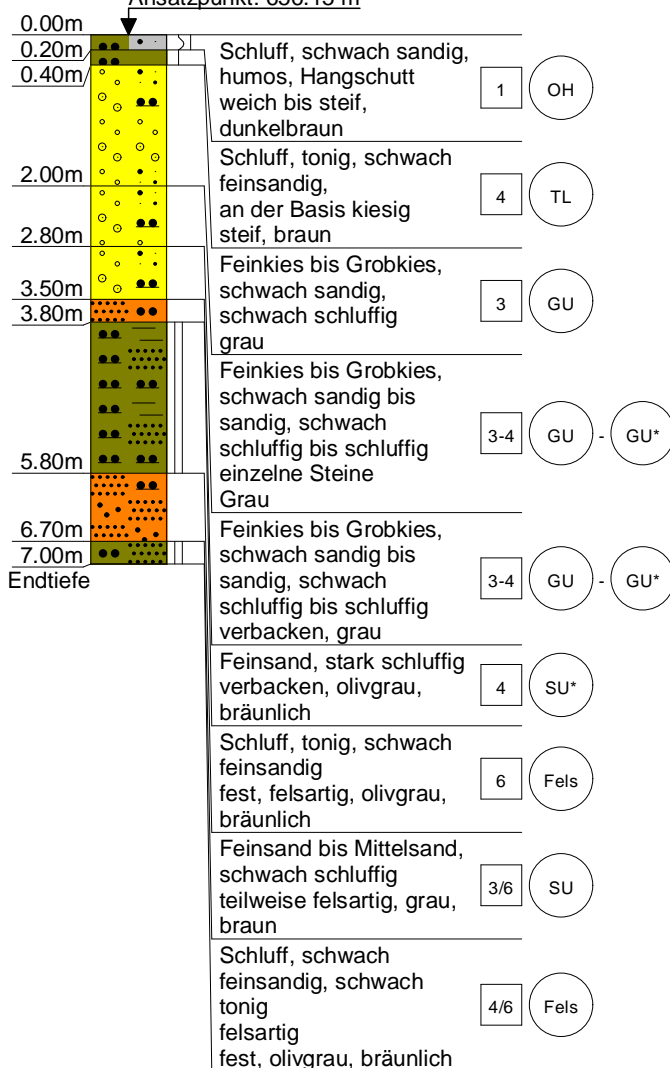 0.00m
0.20m
0.40m
2.00m
2.80m
3.50m
3.80m
5.80m
6.70m
7.00m
Endtiefe
Schluff, schwach sandig,
humos, Hangschutt
weich bis steif,
dunkelbraun
1 OH
Schluff, tonig, schwach
feinsandig,
an der Basis kiesig
steif, braun
4 TL
Feinkies bis Grobkies,
schwach sandig,
schwach schluffig
grau
3 GU
Feinkies bis Grobkies,
schwach sandig bis
sandig, schwach
schluffig bis schluffig
einzelne Steine
Grau
3-4 GU - GU*
Feinkies bis Grobkies,
schwach sandig bis
sandig, schwach
schluffig bis schluffig
verbacken, grau
3-4 GU - GU*
Feinsand, stark schluffig
verbacken, olivgrau,
bräunlich
4 SU*
Schluff, tonig, schwach
feinsandig
fest, felsartig, olivgrau,
bräunlich
6 Fels
Feinsand bis Mittelsand,
schwach schluffig
teilweise felsartig, grau,
braun
3/6 SU
Schluff, schwach
feinsandig, schwach
tonig
felsartig
fest, olivgrau, bräunlich
4/6 Fels